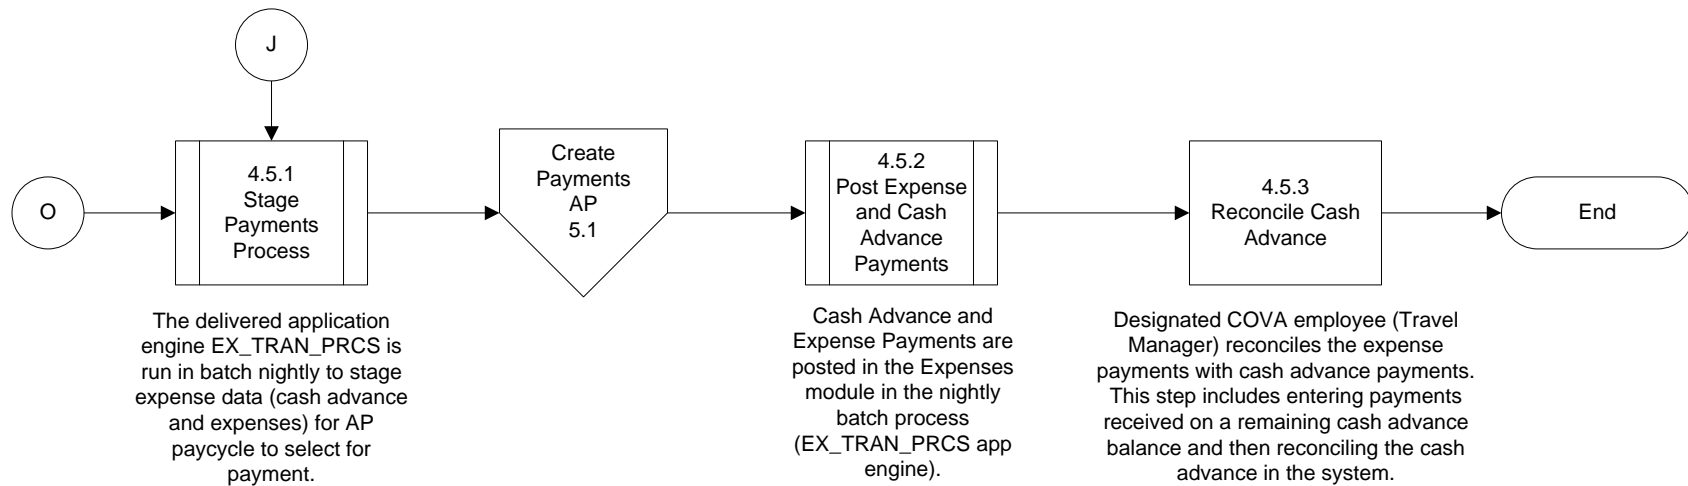 J
O
4.5.1
Stage
Payments
Process
Create
Payments
AP
5.1
4.5.2
Post Expense
and Cash
Advance
Payments
4.5.3
Reconcile Cash
Advance
End
The delivered application
engine EX_TRAN_PRCS is
run in batch nightly to stage
expense data (cash advance
and expenses) for AP
paycycle to select for
payment.
Cash Advance and
Expense Payments are
posted in the Expenses
module in the nightly
batch process
(EX_TRAN_PRCS app
engine).
Designated COVA employee (Travel
Manager) reconciles the expense
payments with cash advance payments.
This step includes entering payments
received on a remaining cash advance
balance and then reconciling the cash
advance in the system.